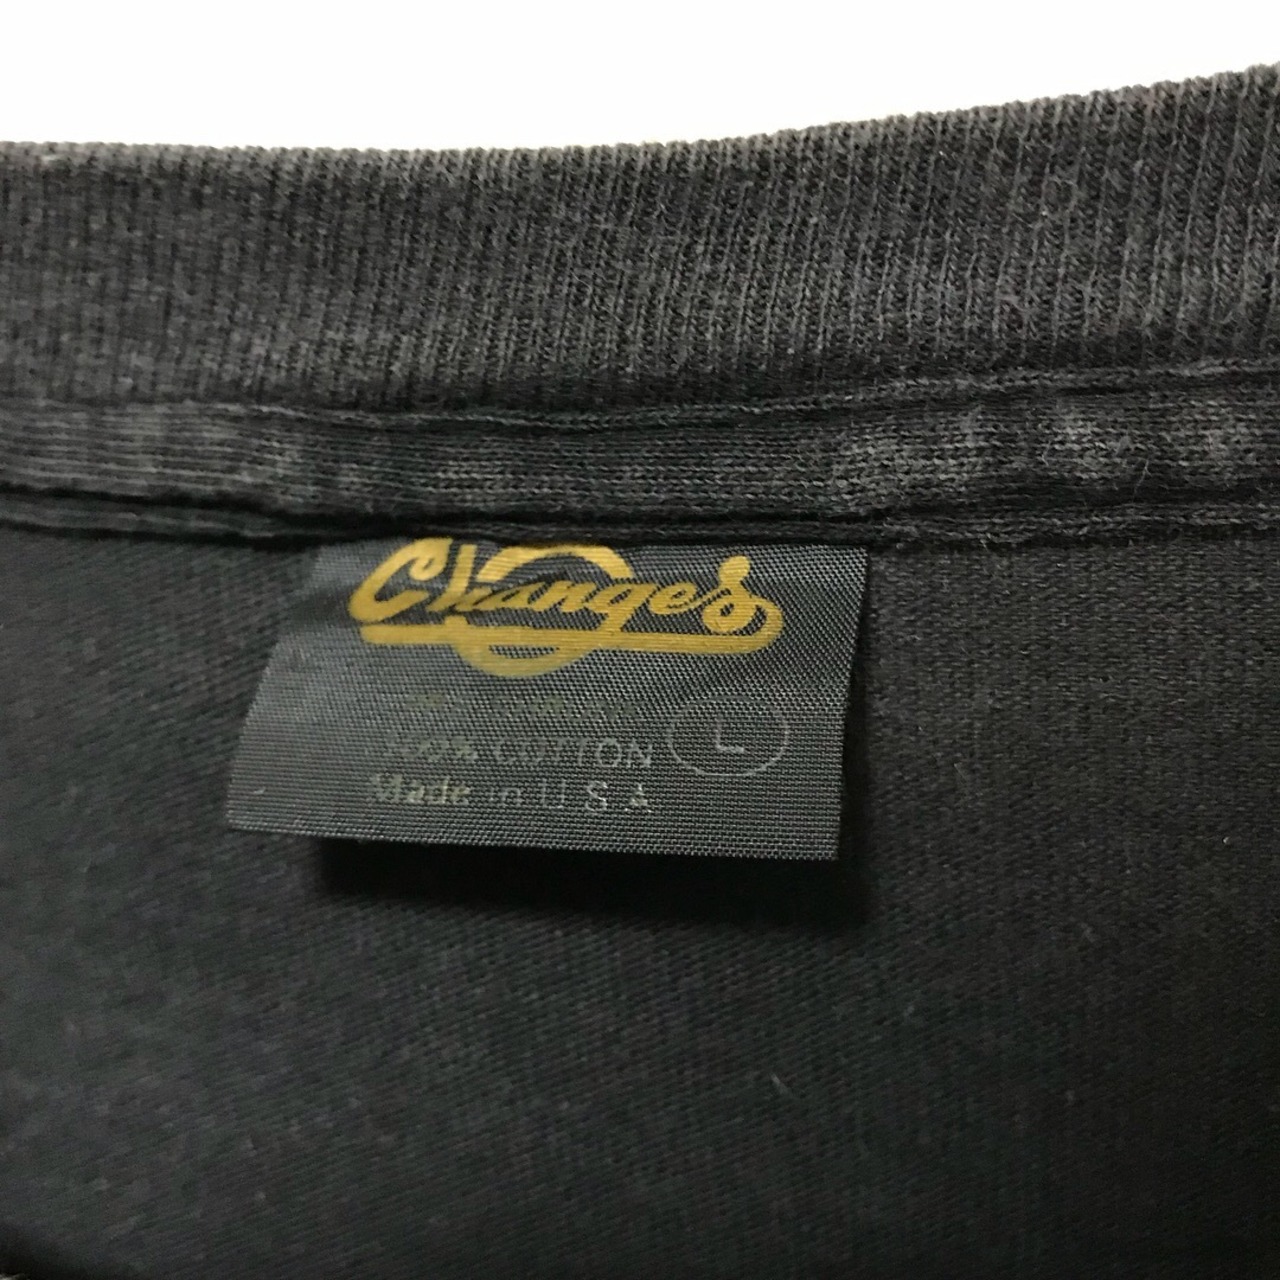 Changes
L
100% COTTON
Made in U S A